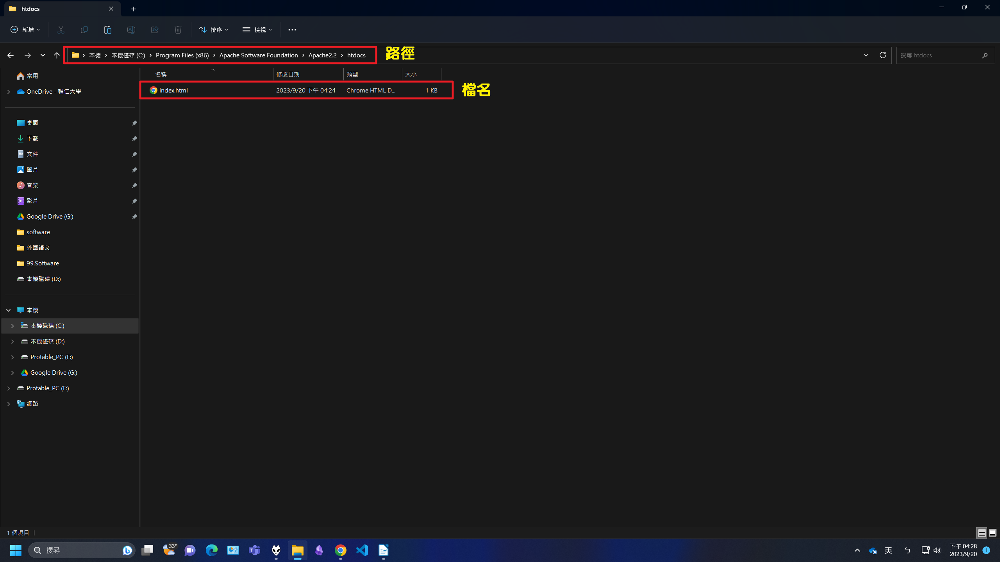 htdocs
新增
排序
檢視
本機 › 本機磁碟 (C:) › Program Files (x86) › Apache Software Foundation › Apache2.2 › htdocs
路徑
搜尋 htdocs
名稱 修改日期 類型 大小
index.html 2023/9/20 下午 04:24 Chrome HTML D... 1 KB
檔名
常用
OneDrive - 輔仁大學
桌面
下載
文件
圖片
音樂
影片
Google Drive (G:)
software
外國語文
99.Software
本機磁碟 (D:)
本機
本機磁碟 (C:)
本機磁碟 (D:)
Protable_PC (F:)
Google Drive (G:)
Protable_PC (F:)
網路
1 個項目
搜尋
33°
英
ㄅ
下午 04:28
2023/9/20
1